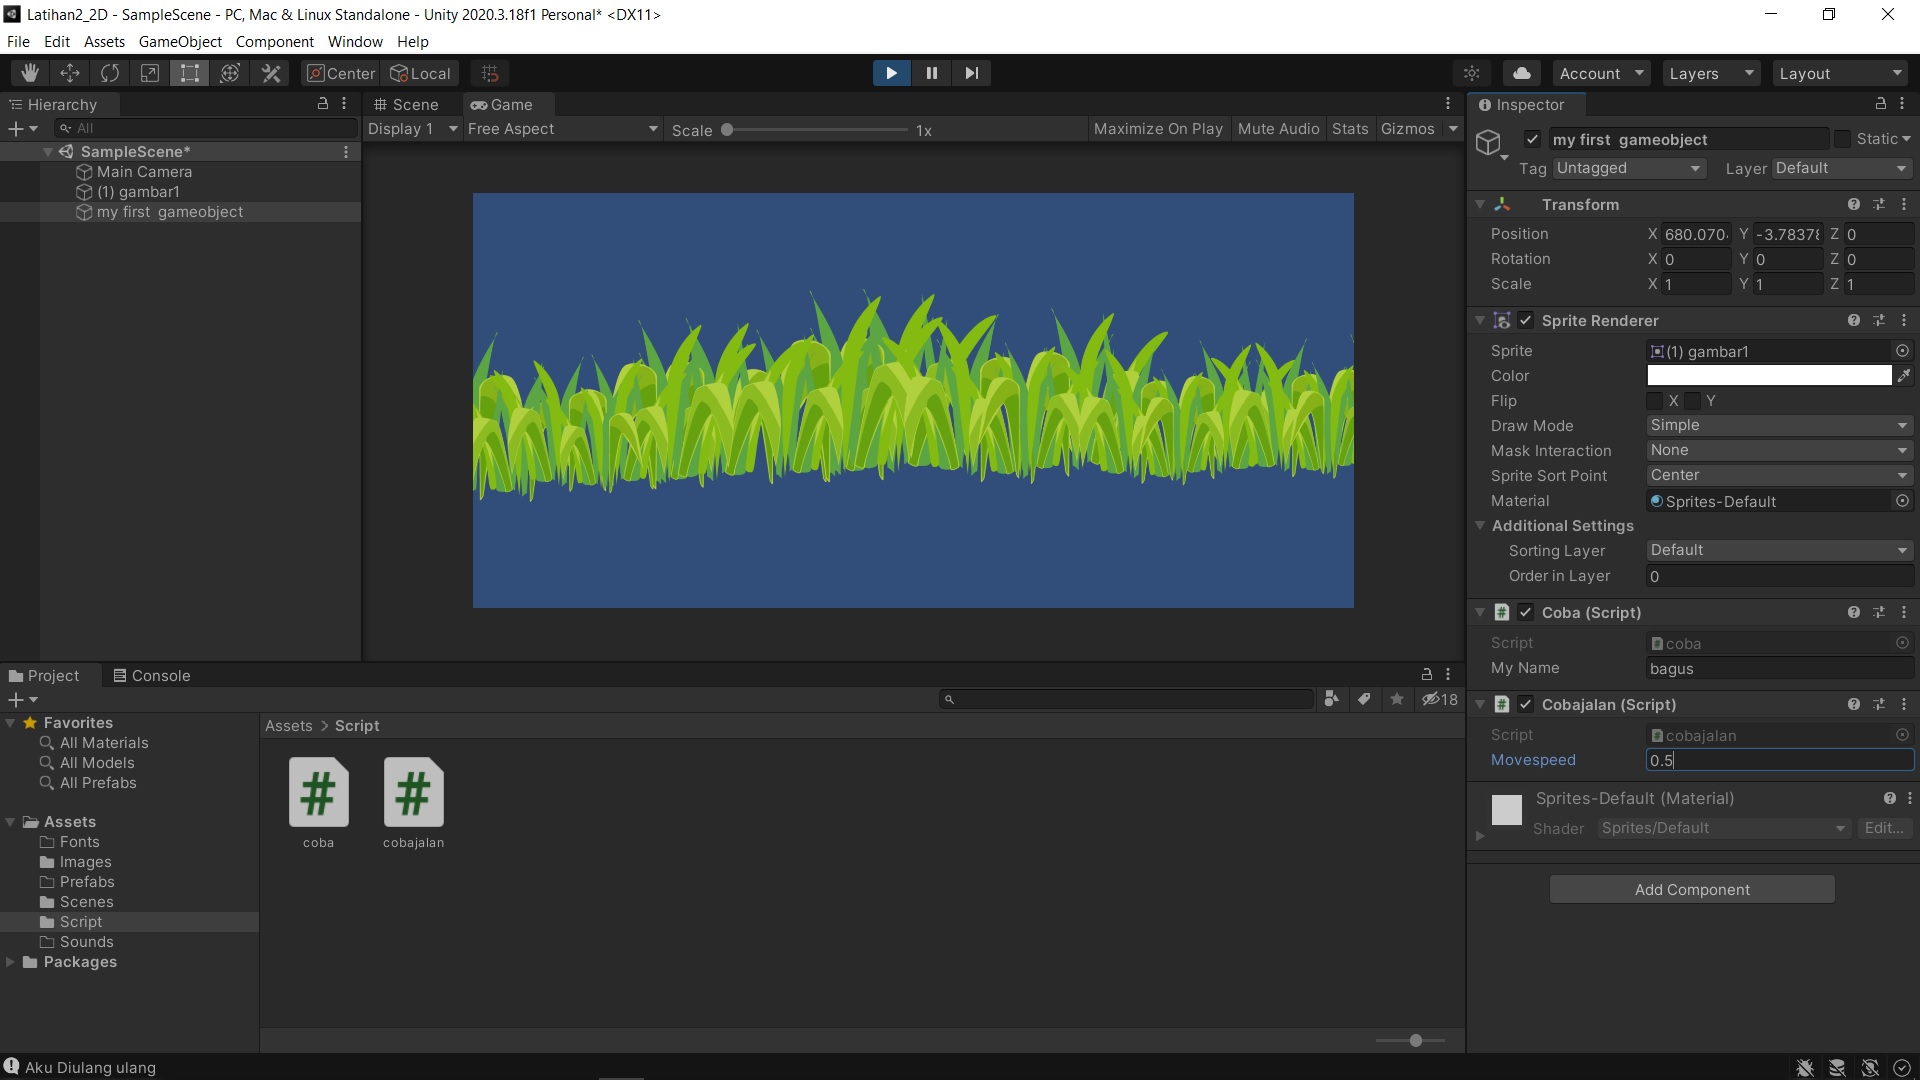 Latihan2_2D - SampleScene - PC, Mac & Linux Standalone - Unity 2020.3.18f1 Personal* <DX11>
File Edit Assets GameObject Component Window Help
Center Local Account Layers Layout
Hierarchy
All
SampleScene*
Main Camera
(1) gambar1
my first gameobject
Scene Game
Display 1 Free Aspect Scale 1x Maximize On Play Mute Audio Stats Gizmos
Inspector
my first gameobject Static
Tag Untagged Layer Default
Transform
Position X 680.070 Y -3.7837 Z 0
Rotation X 0 Y 0 Z 0
Scale X 1 Y 1 Z 1
Sprite Renderer
Sprite (1) gambar1
Color
Flip X Y
Draw Mode Simple
Mask Interaction None
Sprite Sort Point Center
Material Sprites-Default
Additional Settings
Sorting Layer Default
Order in Layer 0
# Coba (Script)
Script # coba
My Name bagus
# Cobajalan (Script)
Script # cobajalan
Movespeed 0.5
Sprites-Default (Material)
Shader Sprites/Default Edit...
Add Component
Project Console
18
Favorites
All Materials
All Models
All Prefabs
Assets
Fonts
Images
Prefabs
Scenes
Script
Sounds
Packages
Assets > Script
# #
coba cobajalan
Aku Diulang ulang